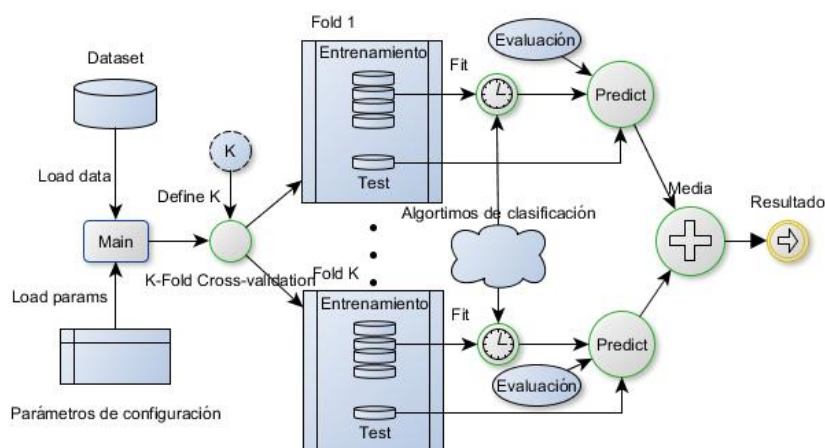 Fold 1
Dataset
Entrenamiento
Fit
Evaluación
Predict
K
Load data
Define K
Test
Algortimos de clasificación
Media
Resultado
Main
K-Fold Cross-validation
Fold K
Load params
Entrenamiento
Fit
Predict
Evaluación
Parámetros de configuración
Test